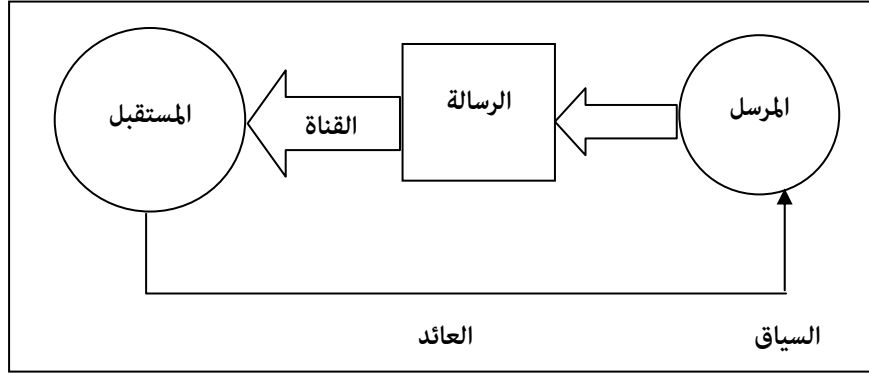 المرسل
الرسالة
القناة
المستقبل
السياق
العائد